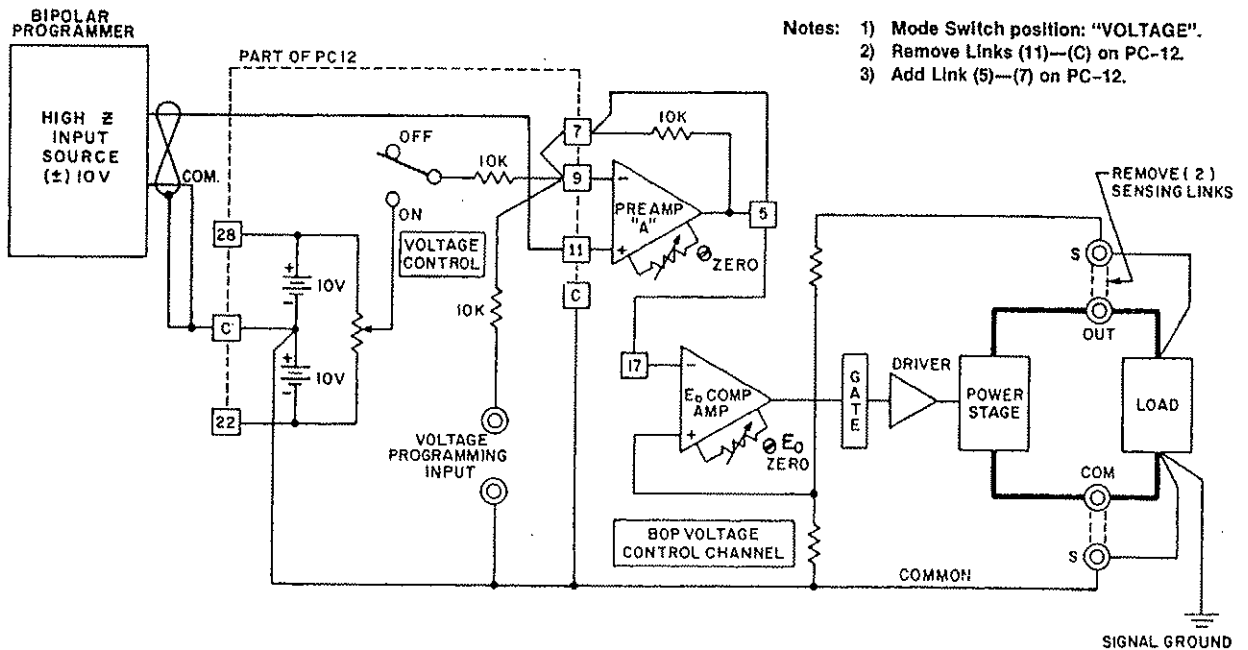 BIPOLAR
PROGRAMMER
Notes: 1) Mode Switch position: "VOLTAGE".
2) Remove Links (11)—(C) on PC-12.
3) Add Link (5)—(7) on PC-12.
PART OF PC12
HIGH Z
INPUT
SOURCE
(±) 10V
COM.
OFF
10K
7
10K
9
−
PREAMP
"A"
5
ON
11
+
ZERO
REMOVE (2)
SENSING LINKS
28
VOLTAGE
CONTROL
C
S
+
10V
−
10K
OUT
C
+
10V
−
17
−
E₀ COMP
AMP
+
E₀
ZERO
GATE
DRIVER
POWER
STAGE
LOAD
22
VOLTAGE
PROGRAMMING
INPUT
COM
BOP VOLTAGE
CONTROL CHANNEL
S
COMMON
SIGNAL GROUND